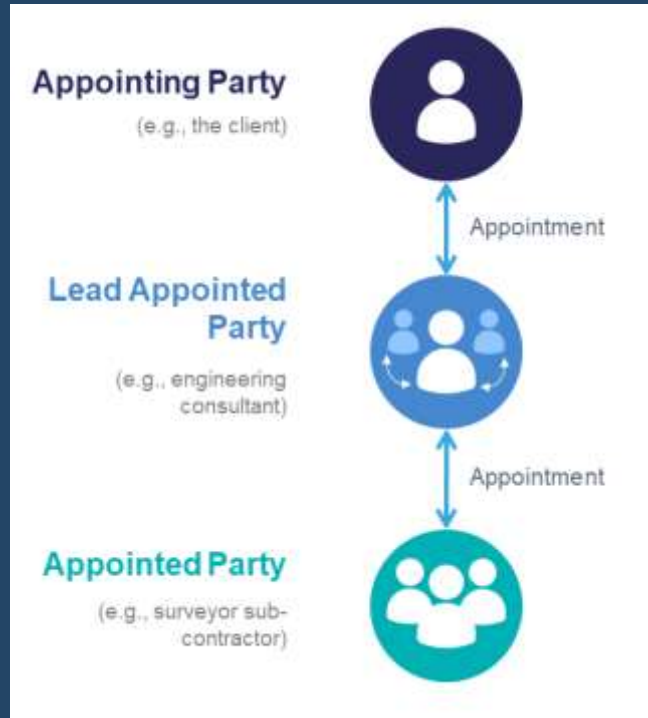 Appointing Party
(e.g., the client)
Appointment
Lead Appointed
Party
(e.g., engineering
consultant)
Appointment
Appointed Party
(e.g., surveyor sub-
contractor)